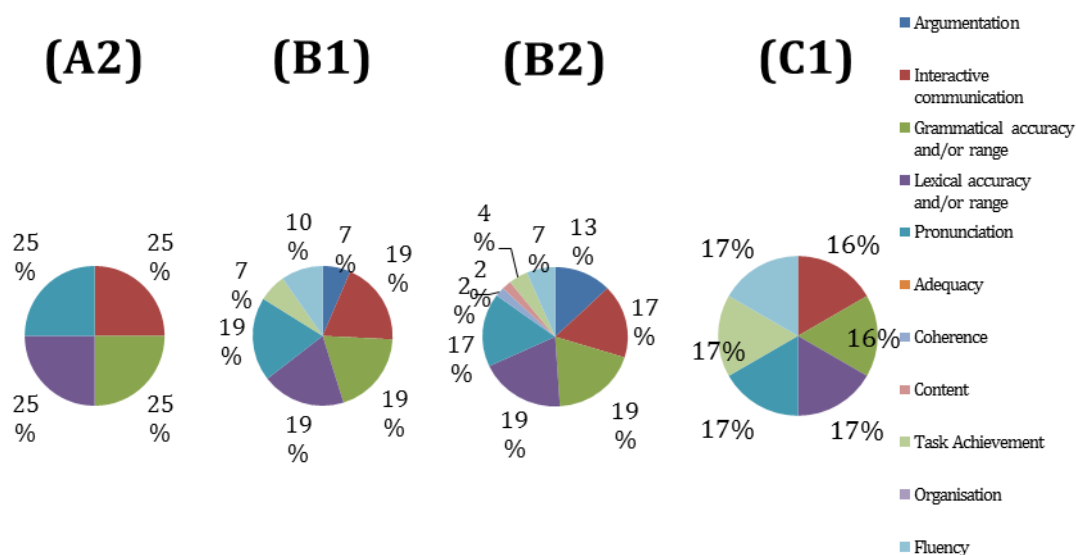 (A2)
(B1)
(B2)
(C1)
25
%
25
%
25
%
25
%
10
%
7
%
19
%
7
%
19
%
19
%
19
%
4
%
7
%
13
%
2
%
2
%
17
%
17
%
19
%
19
%
17%
16%
17%
16%
17%
17%
Argumentation
Interactive
communication
Grammatical accuracy
and/or range
Lexical accuracy
and/or range
Pronunciation
Adequacy
Coherence
Content
Task Achievement
Organisation
Fluency